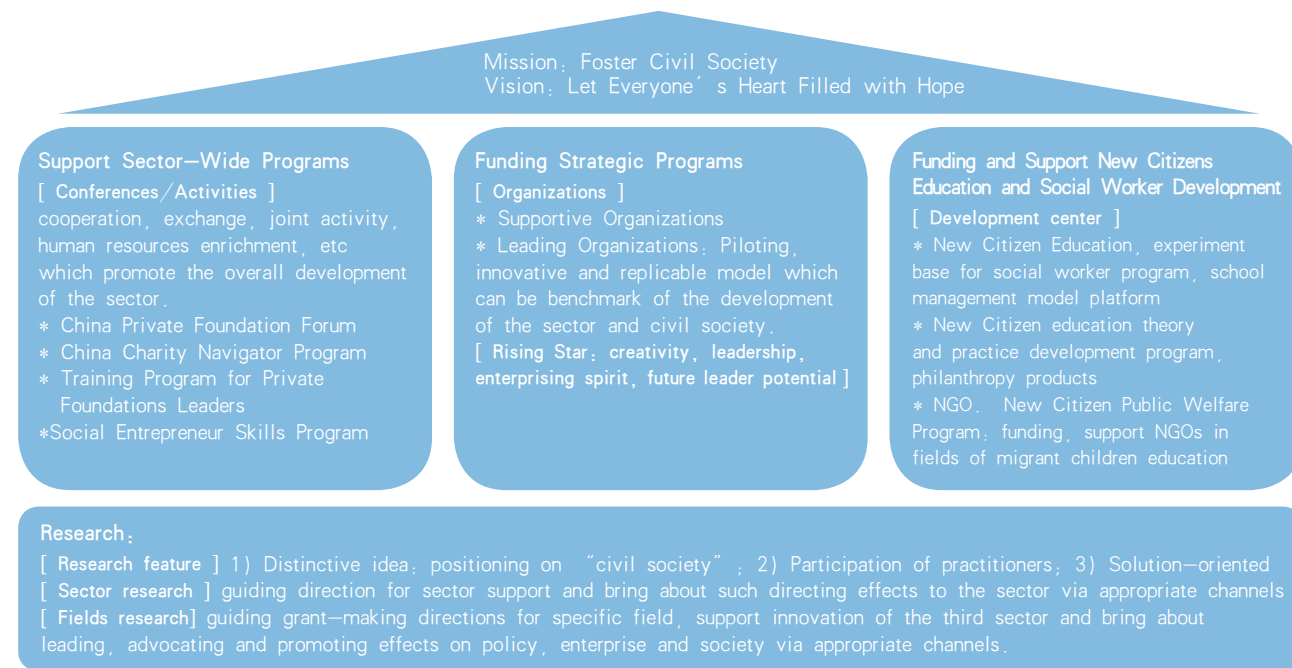 Mission: Foster Civil Society
Vision: Let Everyone's Heart Filled with Hope
Support Sector-Wide Programs
[ Conferences/Activities ]
cooperation, exchange, joint activity,
human resources enrichment, etc
which promote the overall development
of the sector.
* China Private Foundation Forum
* China Charity Navigator Program
* Training Program for Private
Foundations Leaders
*Social Entrepreneur Skills Program
Funding Strategic Programs
[ Organizations ]
* Supportive Organizations
* Leading Organizations: Piloting,
innovative and replicable model which
can be benchmark of the development
of the sector and civil society.
[ Rising Star: creativity, leadership,
enterprising spirit, future leader potential ]
Funding and Support New Citizens
Education and Social Worker Development
[ Development center ]
* New Citizen Education, experiment
base for social worker program, school
management model platform
* New Citizen education theory
and practice development program,
philanthropy products
* NGO. New Citizen Public Welfare
Program: funding, support NGOs in
fields of migrant children education
Research:
[ Research feature ] 1) Distinctive idea: positioning on "civil society" ; 2) Participation of practitioners; 3) Solution-oriented
[ Sector research ] guiding direction for sector support and bring about such directing effects to the sector via appropriate channels
[ Fields research] guiding grant-making directions for specific field, support innovation of the third sector and bring about
leading, advocating and promoting effects on policy, enterprise and society via appropriate channels.